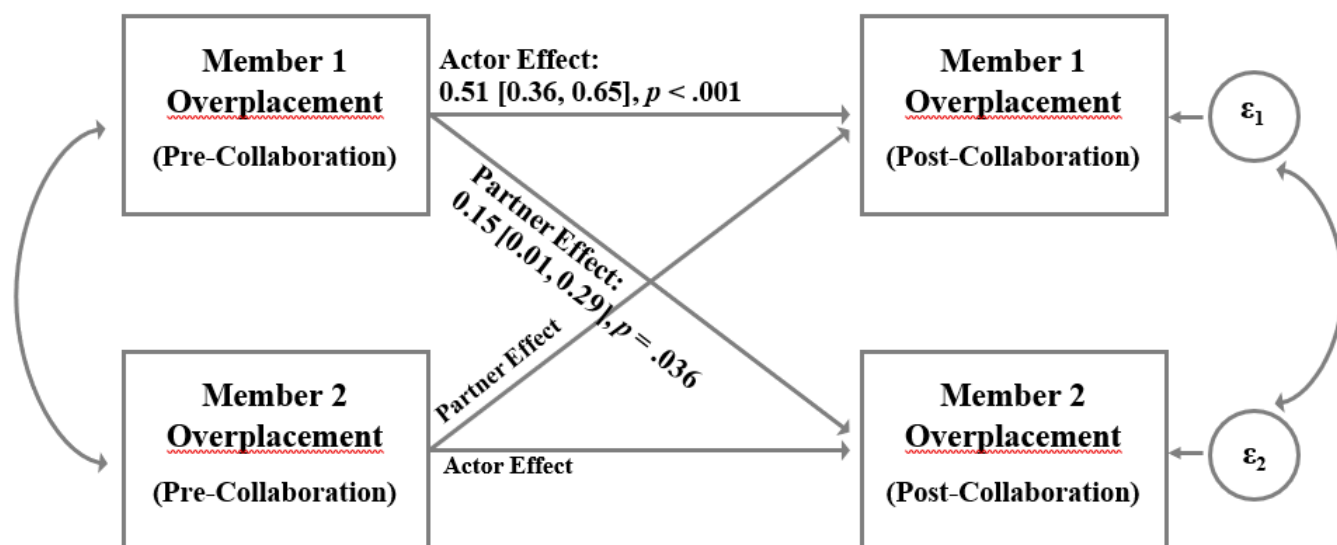 Member 1
Overplacement
(Pre-Collaboration)
Actor Effect:
0.51 [0.36, 0.65], p < .001
Member 1
Overplacement
(Post-Collaboration)
ε1
Partner Effect:
0.15 [0.01, 0.29], p = .036
Partner Effect
Member 2
Overplacement
(Pre-Collaboration)
Actor Effect
Member 2
Overplacement
(Post-Collaboration)
ε2